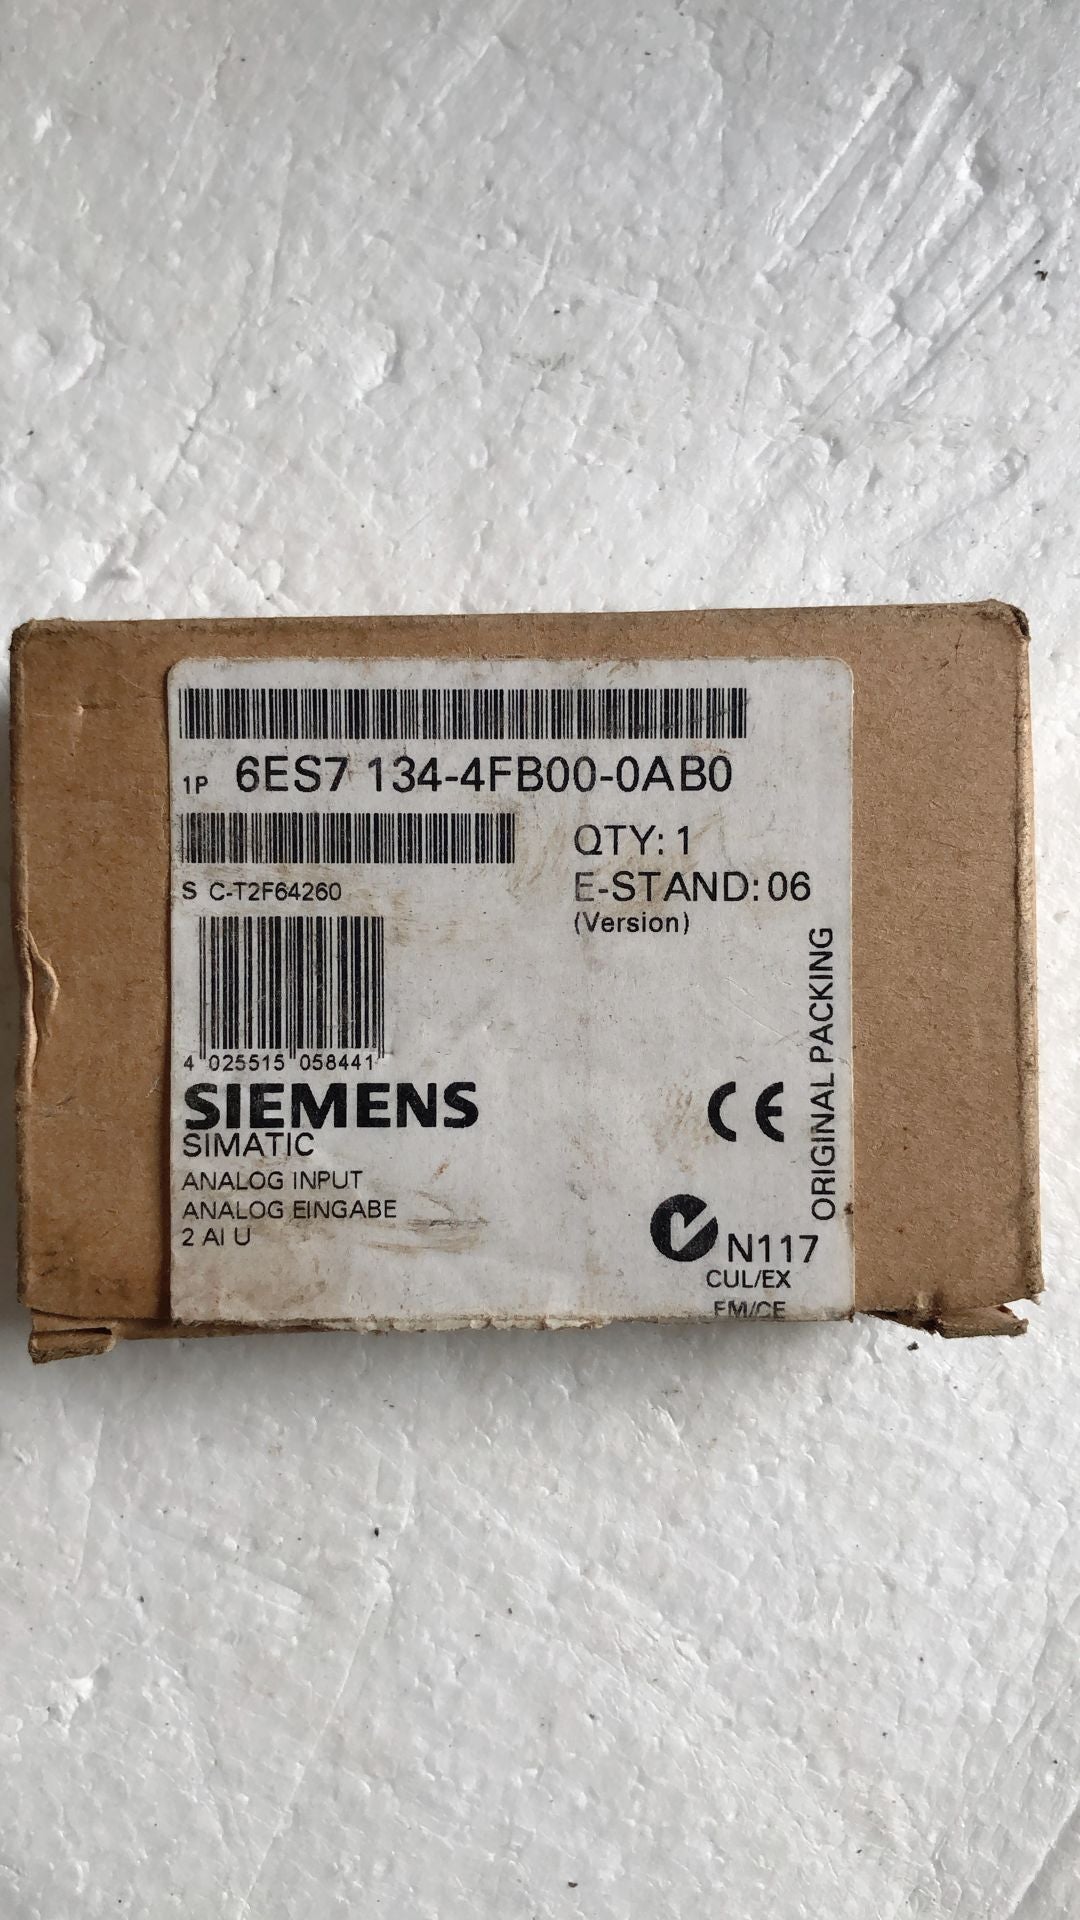 1P 6ES7 134-4FB00-0AB0
QTY: 1
S C-T2F64260
E-STAND: 06
(Version)
4 025515 058441
SIEMENS
SIMATIC
ANALOG INPUT
ANALOG EINGABE
2 AI U
CE
ORIGINAL PACKING
N117
CUL/EX
FM/CE